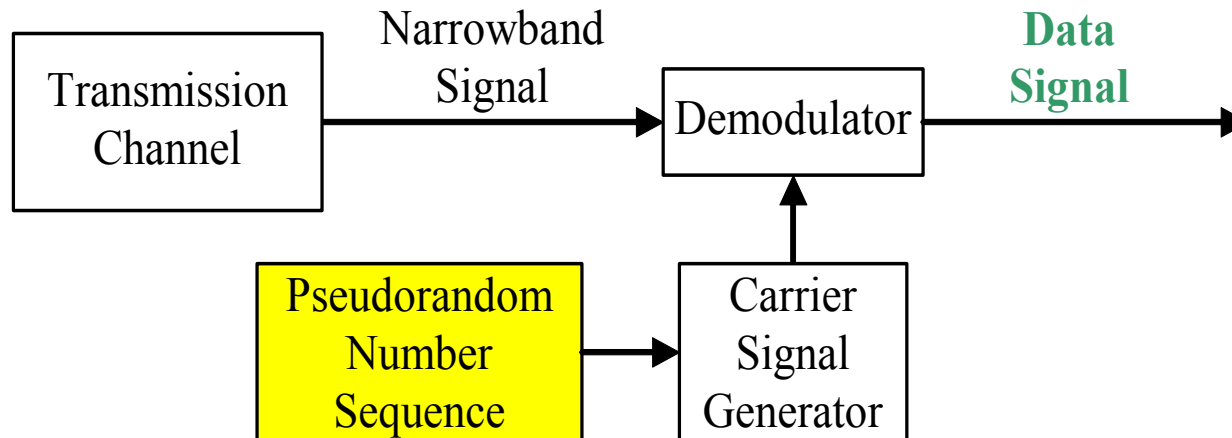 Transmission
Channel
Narrowband
Signal
Demodulator
Data
Signal
Pseudorandom
Number
Sequence
Carrier
Signal
Generator